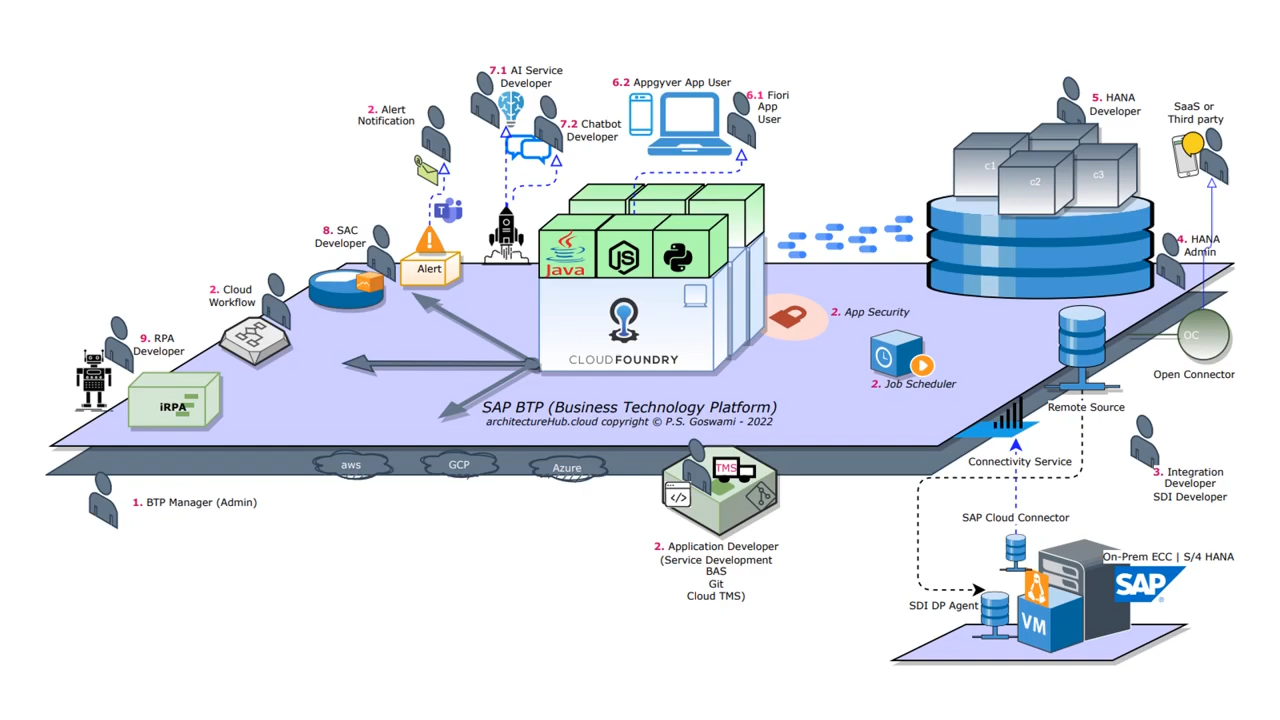 7.1 AI Service
Developer
6.2 Appgyver App User
6.1 Fiori
App
User
2. Alert
Notification
7.2 Chatbot
Developer
5. HANA
Developer
SaaS or
Third party
c1
c2
c3
T
8. SAC
Developer
Alert
Java
JS
4. HANA
Admin
2. Cloud
Workflow
2. App Security
OC
9. RPA
Developer
CLOUD FOUNDRY
2. Job Scheduler
Open Connector
iRPA
SAP BTP (Business Technology Platform)
architectureHub.cloud copyright © P.S. Goswami - 2022
Remote Source
aws
GCP
Azure
TMS
</>
Connectivity Service
3. Integration
Developer
SDI Developer
1. BTP Manager (Admin)
SAP Cloud Connector
2. Application Developer
(Service Development
BAS
Git
Cloud TMS)
On-Prem ECC | S/4 HANA
SAP
SDI DP Agent
VM